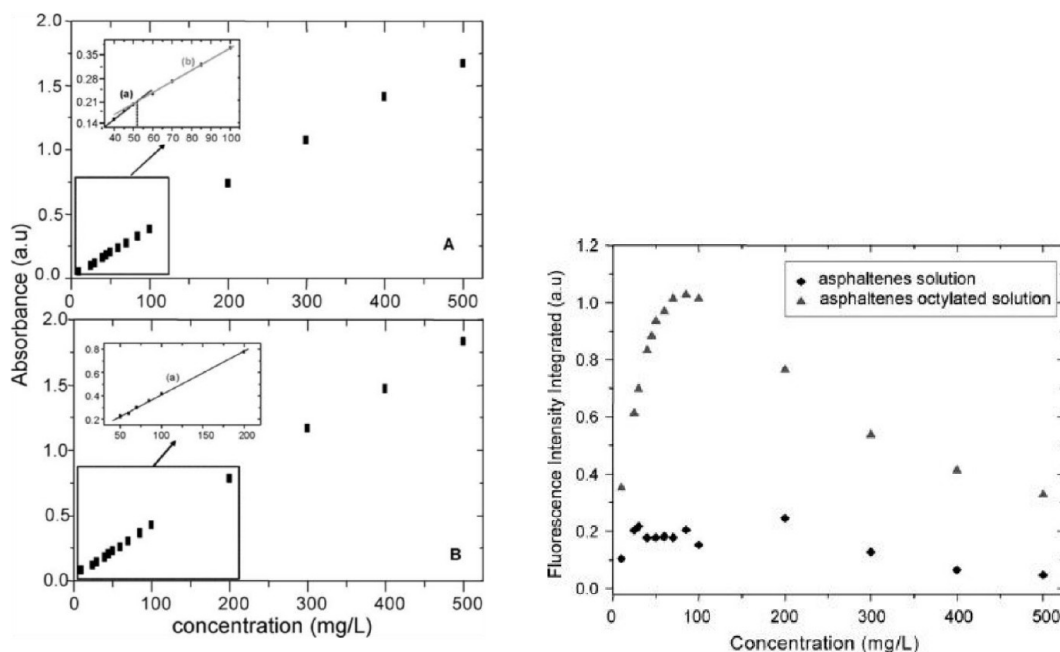 Absorbance (a.u)
2.0
1.5
1.0
0.5
0.0
0.35
0.28
0.21
0.14
(b)
(a)
40 50 60 70 80 90 100
A
0 100 200 300 400 500
2.0
1.5
1.0
0.5
0.0
0.8
0.6
0.4
0.2
(a)
50 75 100 125 150 175 200
B
0 100 200 300 400 500
concentration (mg/L)
Fluorescence Intensity Integrated (a.u)
1.2
1.0
0.8
0.6
0.4
0.2
0.0
asphaltenes solution
asphaltenes octylated solution
0 100 200 300 400 500
Concentration (mg/L)